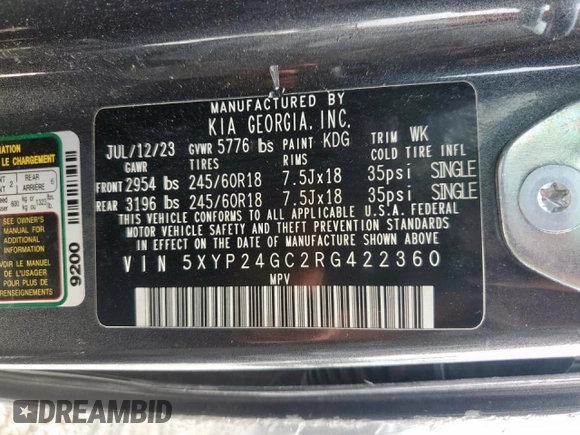 MANUFACTURED BY
KIA GEORGIA, INC.
JUL/12/23 GVWR 5776 lbs PAINT KDG TRIM WK
GAWR TIRES RIMS COLD TIRE INFL
FRONT 2954 lbs 245/60R18 7.5Jx18 35psi SINGLE
REAR 3196 lbs 245/60R18 7.5Jx18 35psi SINGLE
THIS VEHICLE CONFORMS TO ALL APPLICABLE U.S.A. FEDERAL
MOTOR VEHICLE SAFETY AND THEFT PREVENTION STANDARDS
IN EFFECT ON THE DATE OF MANUFACTURE SHOWN ABOVE
VIN 5XYP24GC2RG422360
MPV
LE CHARGEMENT
2
REAR
ARRIÈRE
SEE OWNER'S
MANUAL FOR
ADDITIONAL
INFORMATION
VOIR LE MANUEL
DE L'USAGER
POUR PLUS DE
RENSEIGNEMENTS
9200
DREAMBID